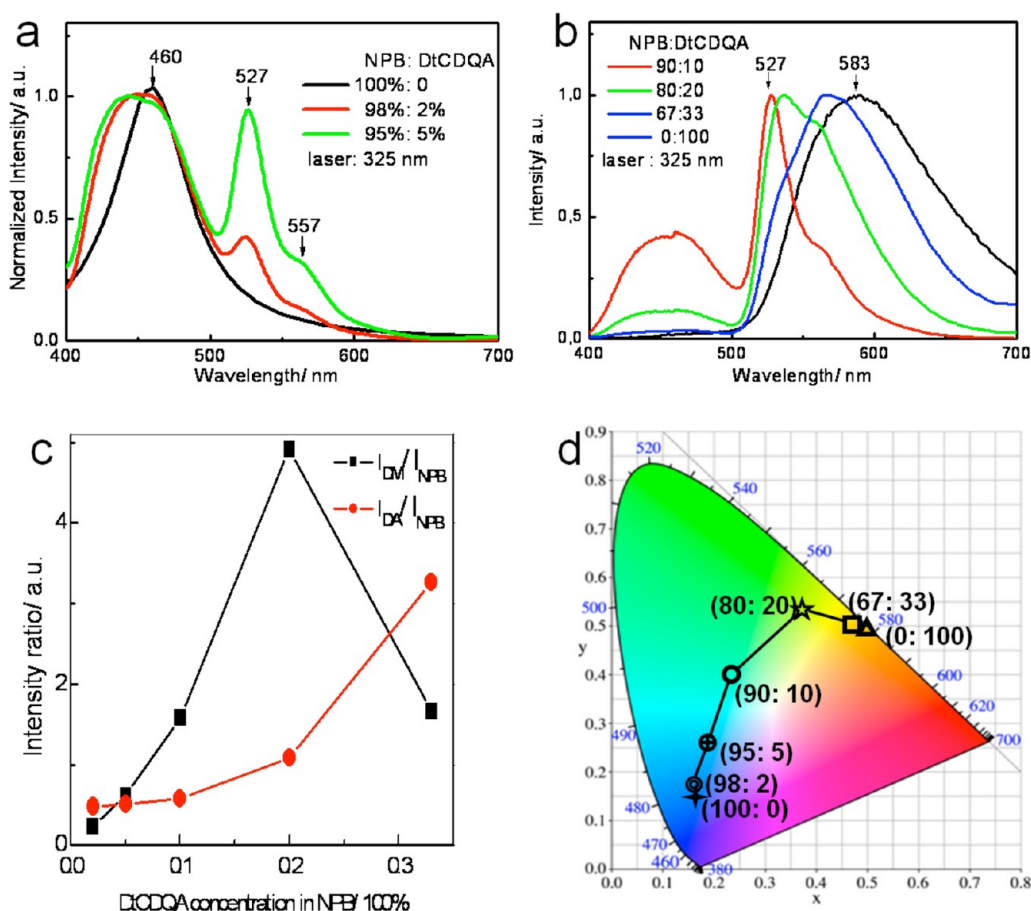 a
460
527
557
NPB: DtCDQA
100%: 0
98%: 2%
95%: 5%
laser: 325 nm
1.0
0.5
0.0
Normalized Intensity/ a.u.
400 500 600 700
Wavelength/ nm
b
NPB:DtCDQA
90:10
80:20
67:33
0:100
laser : 325 nm
527
583
1.0
0.5
0.0
Intensity/ a.u.
400 500 600 700
Wavelength/ nm
c
I_DM / I_NPB
I_DA / I_NPB
4
2
0
Intensity ratio/ a.u.
0.0 0.1 0.2 0.3
DtCDQA concentration in NPB/ 100%
d
0.9
0.8
0.7
0.6
0.5
0.4
0.3
0.2
0.1
0.0
y
0.0 0.1 0.2 0.3 0.4 0.5 0.6 0.7 0.8
x
520
540
560
500
580
600
620
700
490
480
470
460
380
(80: 20)
(67: 33)
(0: 100)
(90: 10)
(95: 5)
(98: 2)
(100: 0)